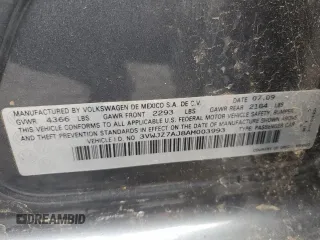 MANUFACTURED BY VOLKSWAGEN DE MEXICO S.A. DE C.V. DATE 07.09
GVWR 4366 LBS GAWR FRONT 2293 LBS GAWR REAR 2184 LBS
THIS VEHICLE CONFORMS TO ALL APPLICABLE FEDERAL MOTOR VEHICLE SAFETY, BUMPER,
AND THEFT PREVENTION STANDARDS IN EFFECT ON THE DATE OF MANUFACTURE SHOWN ABOVE.
VEHICLE I.D. NO. 3VWJZ7AJ8AM003993 TYPE PASSENGER CAR
DREAMBID